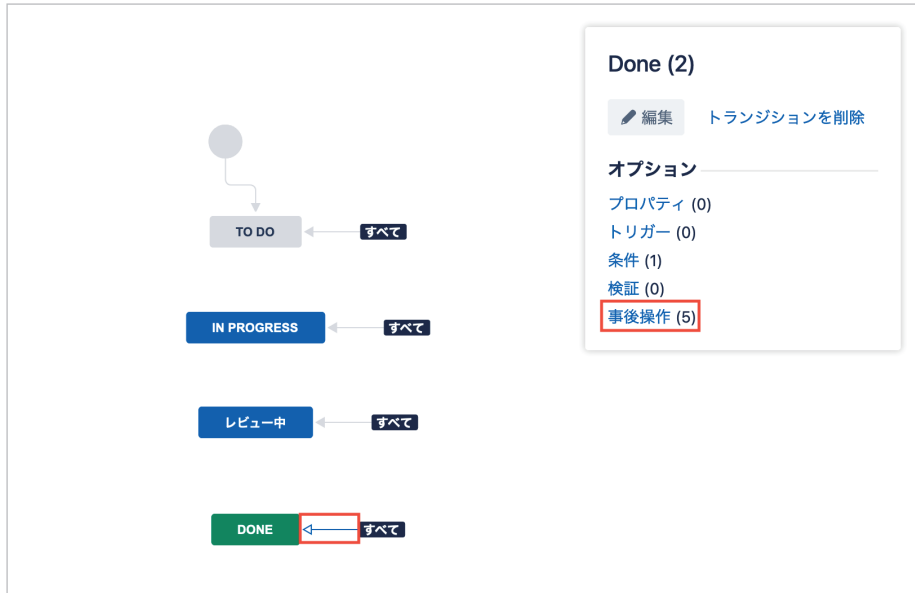 Done (2)
編集 トランジションを削除
オプション
プロパティ (0)
トリガー (0)
条件 (1)
検証 (0)
事後操作 (5)
TO DO すべて
IN PROGRESS すべて
レビュー中 すべて
DONE すべて